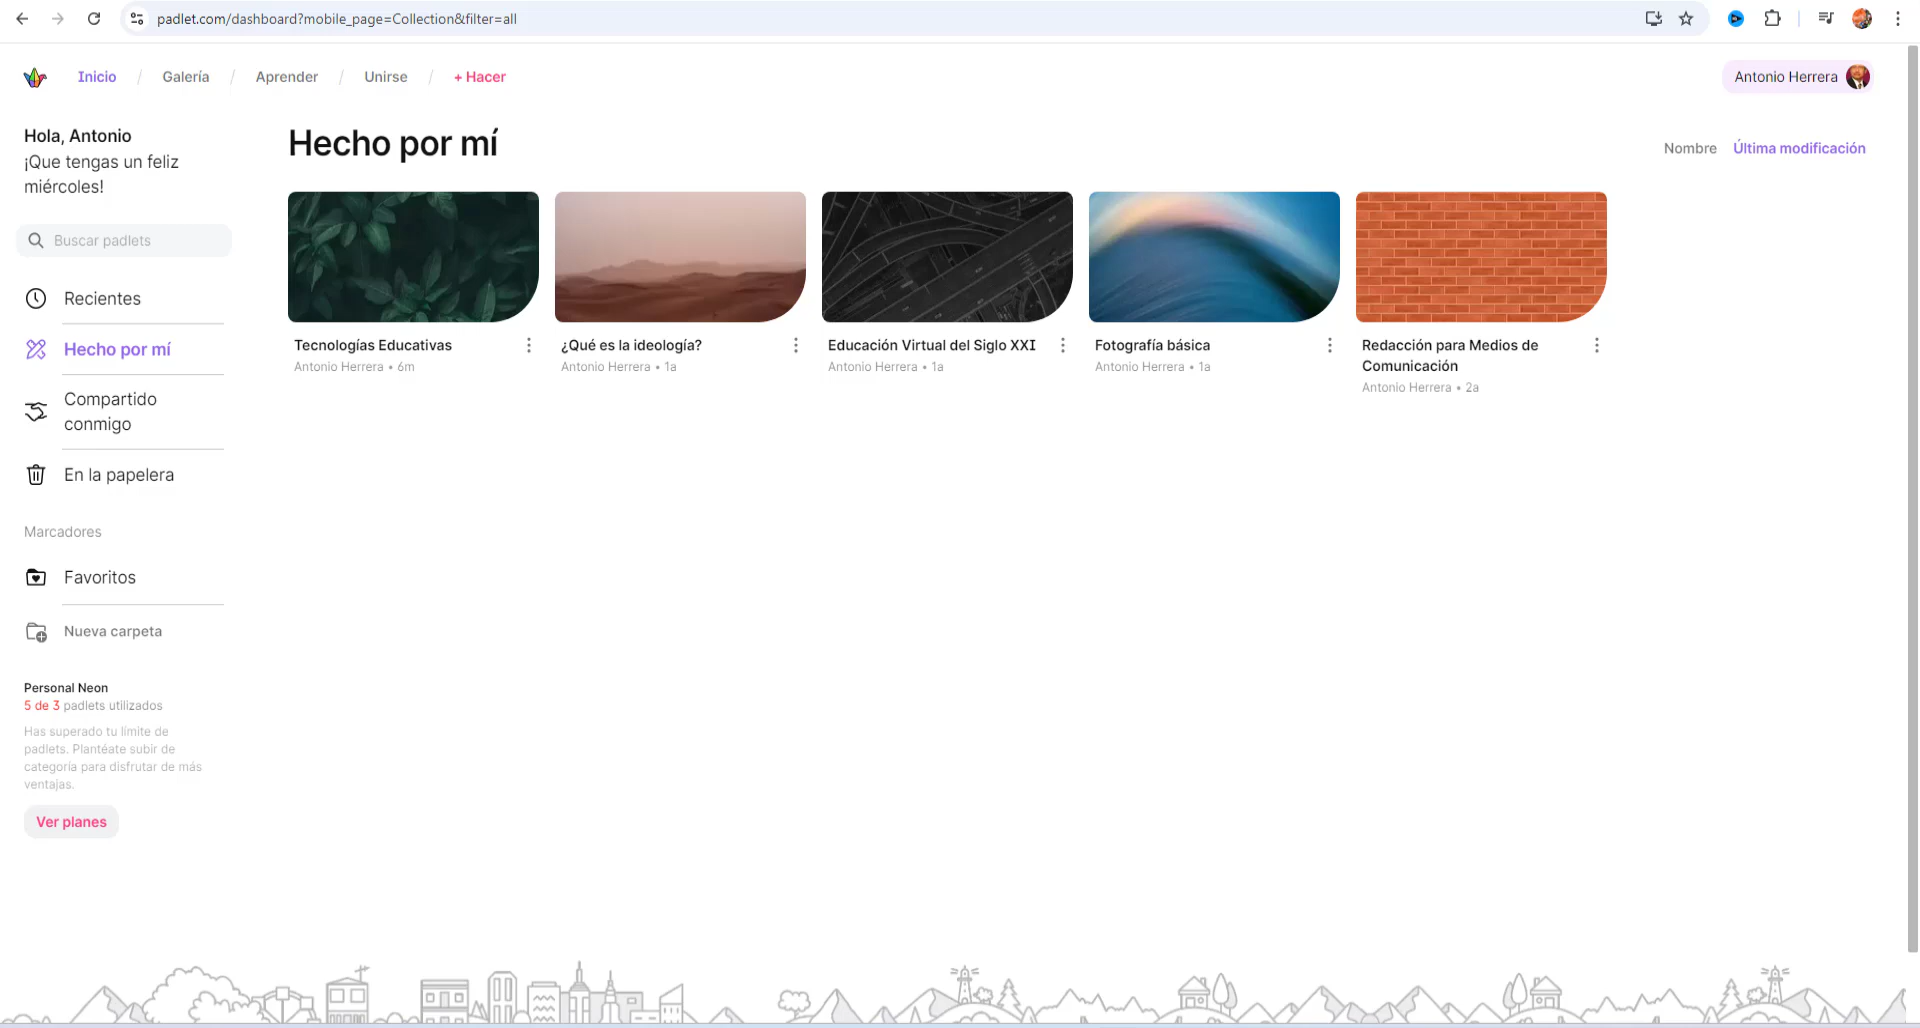 padlet.com/dashboard?mobile_page=Collection&filter=all
Inicio / Galería / Aprender / Unirse / + Hacer
Antonio Herrera
Hola, Antonio
¡Que tengas un feliz
miércoles!
Buscar padlets
Recientes
Hecho por mí
Compartido
conmigo
En la papelera
Marcadores
Favoritos
Nueva carpeta
Personal Neon
5 de 3 padlets utilizados
Has superado tu límite de
padlets. Plantéate subir de
categoría para disfrutar de más
ventajas.
Ver planes
Hecho por mí
Nombre Última modificación
Tecnologías Educativas
Antonio Herrera • 6m
¿Qué es la ideología?
Antonio Herrera • 1a
Educación Virtual del Siglo XXI
Antonio Herrera • 1a
Fotografía básica
Antonio Herrera • 1a
Redacción para Medios de
Comunicación
Antonio Herrera • 2a